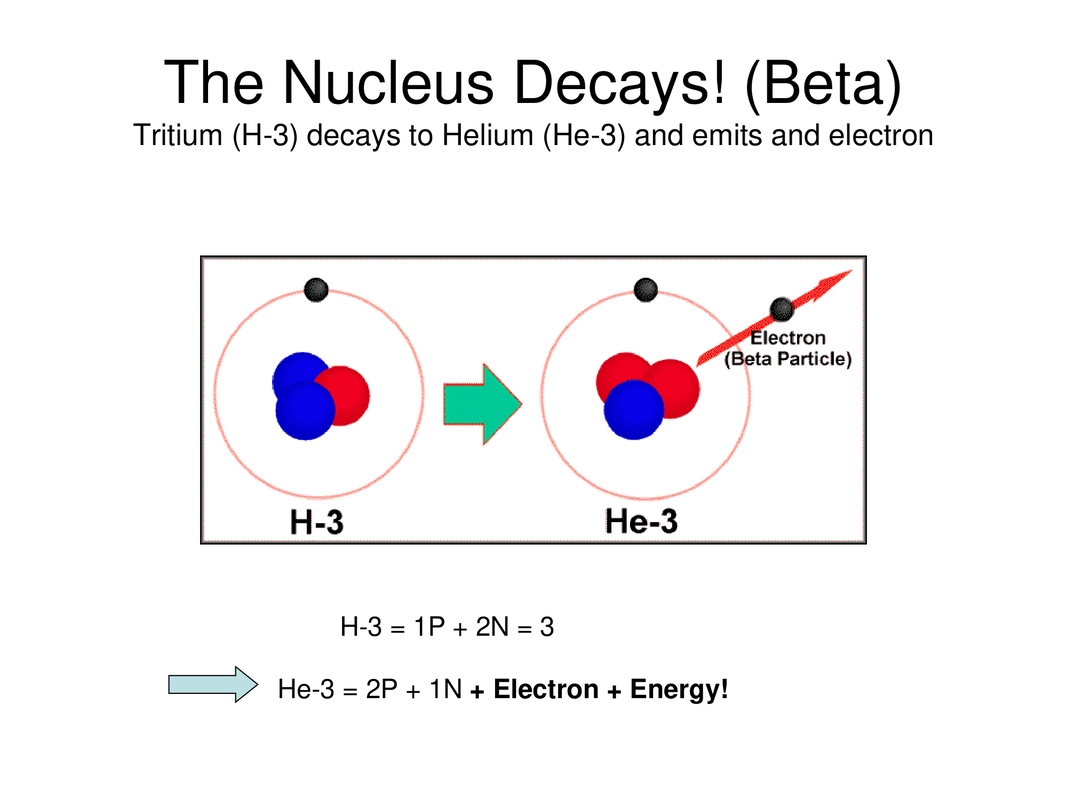 The Nucleus Decays! (Beta)
Tritium (H-3) decays to Helium (He-3) and emits and electron
Electron
(Beta Particle)
H-3
He-3
H-3 = 1P + 2N = 3
He-3 = 2P + 1N + Electron + Energy!